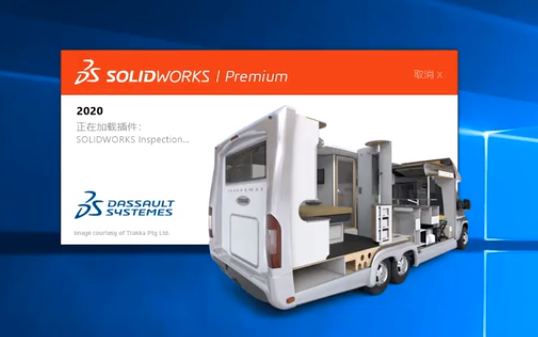 SOLIDWORKS | Premium
取消 X
2020
正在加载插件:
SOLIDWORKS Inspection...
DASSAULT
SYSTEMES
Image courtesy of Trakka Pty Ltd.